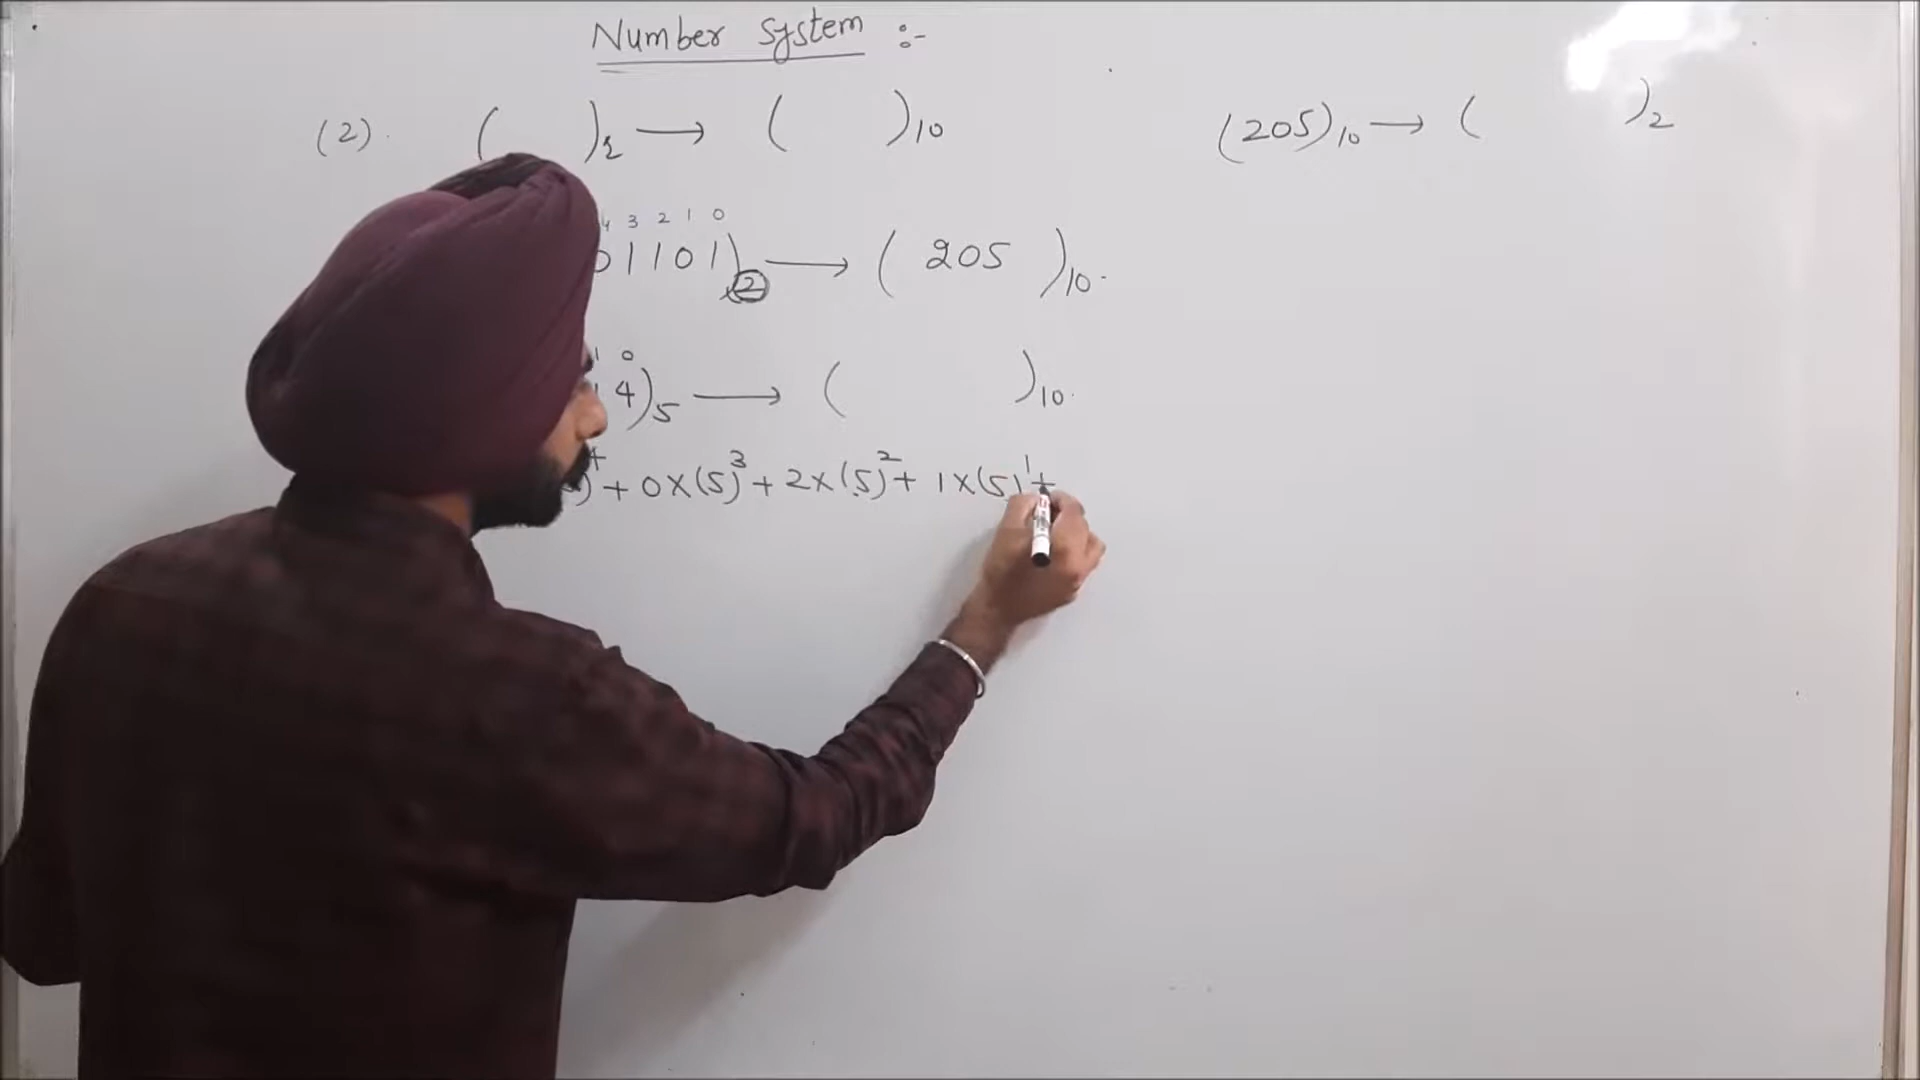 Number System :-
(2). ( )r → ( )10
(205)10 → ( )2
4 3 2 1 0
01101)2 → ( 205 )10.
1 0
1 4)5 → ( )10.
)4 + 0×(5)3 + 2×(5)2 + 1×(5)1 +